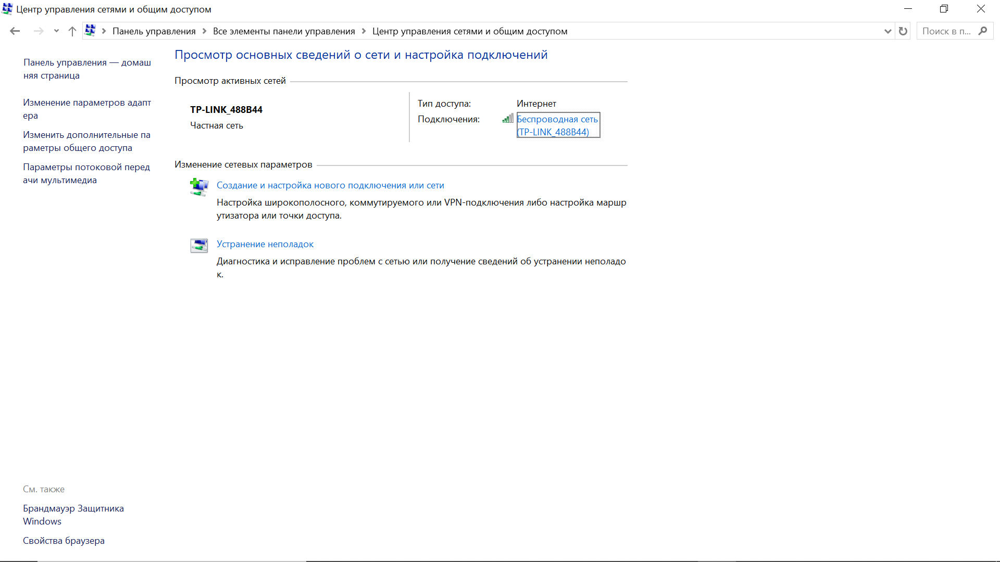 Центр управления сетями и общим доступом
Панель управления
Все элементы панели управления
Центр управления сетями и общим доступом
Поиск в п...
Панель управления — домаш
няя страница
Изменение параметров адапт
ера
Изменить дополнительные па
раметры общего доступа
Параметры потоковой перед
ачи мультимедиа
Просмотр основных сведений о сети и настройка подключений
Просмотр активных сетей
TP-LINK_488B44
Частная сеть
Тип доступа:
Интернет
Подключения:
Беспроводная сеть
(TP-LINK_488B44)
Изменение сетевых параметров
Создание и настройка нового подключения или сети
Настройка широкополосного, коммутируемого или VPN-подключения либо настройка маршр
утизатора или точки доступа.
Устранение неполадок
Диагностика и исправление проблем с сетью или получение сведений об устранении неполадо
к.
См. также
Брандмауэр Защитника
Windows
Свойства браузера